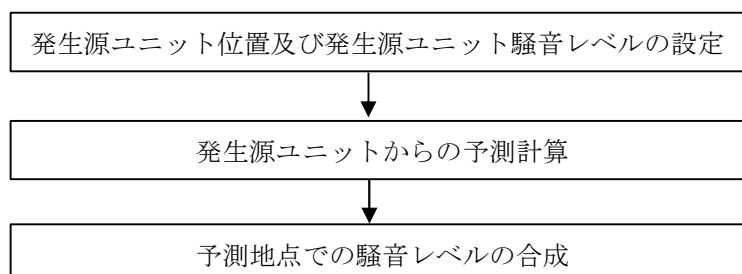 発生源ユニット位置及び発生源ユニット騒音レベルの設定
発生源ユニットからの予測計算
予測地点での騒音レベルの合成